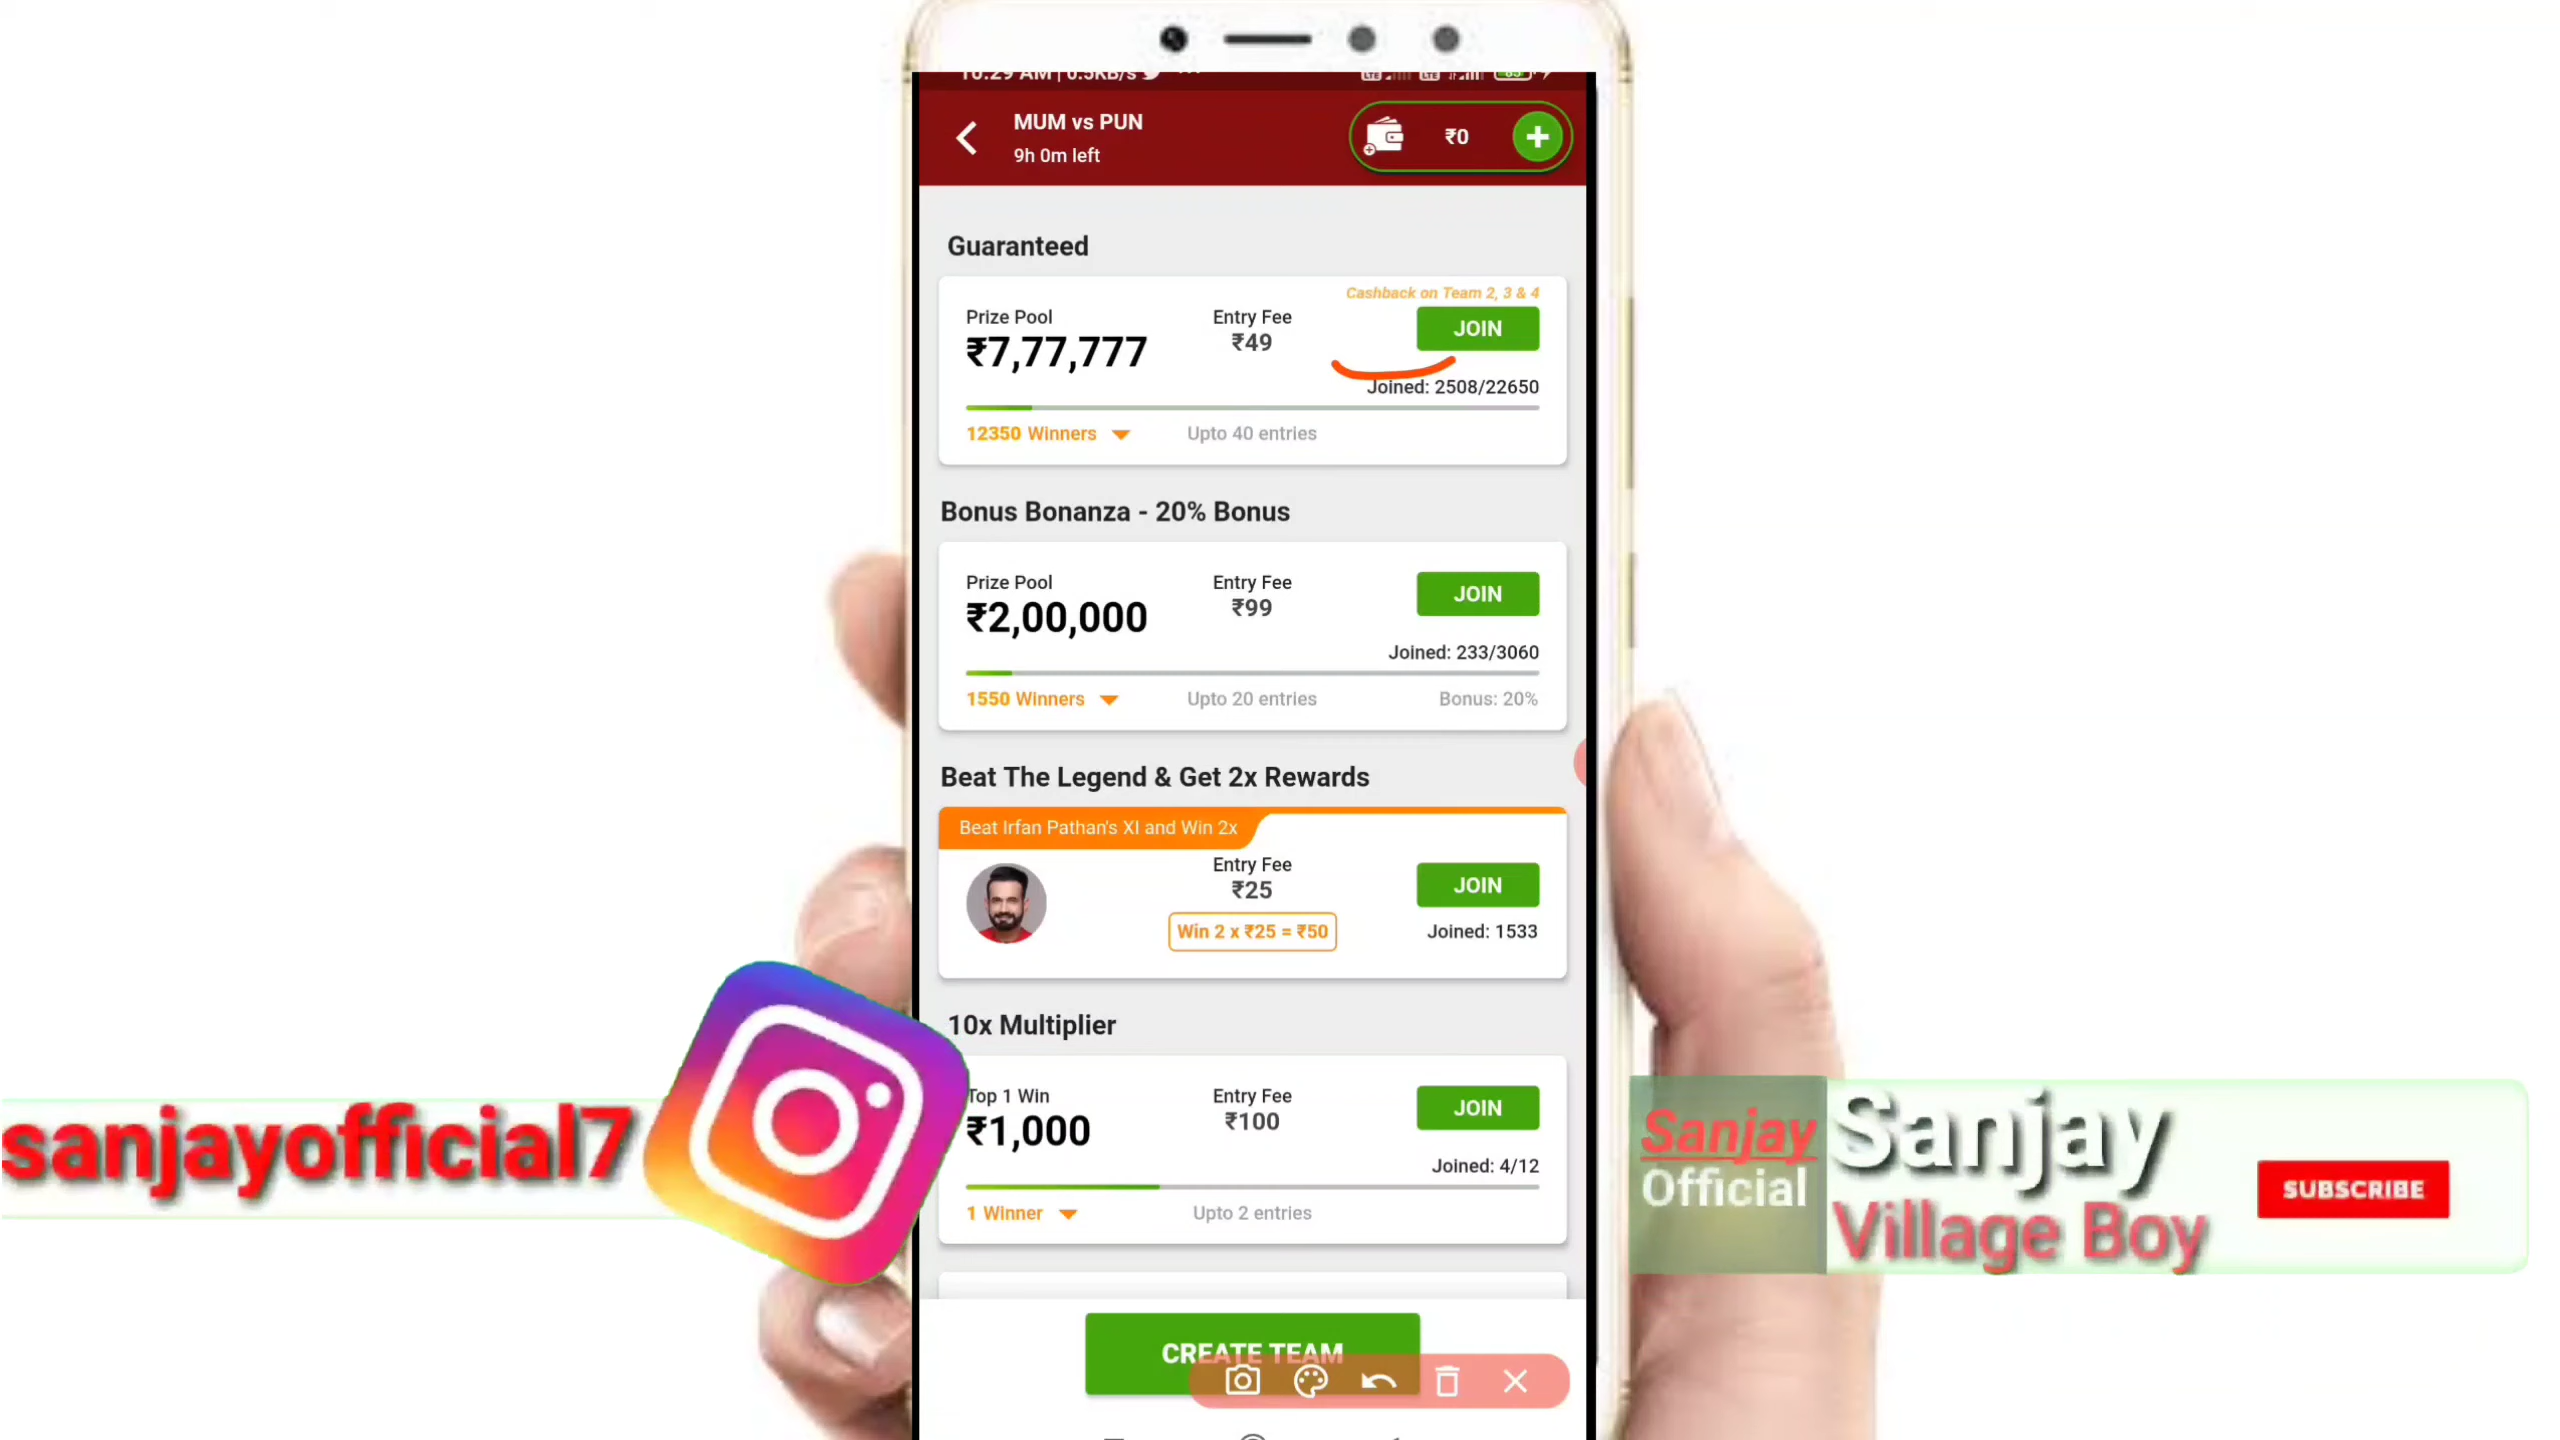 10:29 AM | 0.5KB/s
MUM vs PUN
9h 0m left
₹0
Guaranteed
Cashback on Team 2, 3 & 4
Prize Pool
₹7,77,777
Entry Fee
₹49
JOIN
Joined: 2508/22650
12350 Winners
Upto 40 entries
Bonus Bonanza - 20% Bonus
Prize Pool
₹2,00,000
Entry Fee
₹99
JOIN
Joined: 233/3060
1550 Winners
Upto 20 entries
Bonus: 20%
Beat The Legend & Get 2x Rewards
Beat Irfan Pathan's XI and Win 2x
Entry Fee
₹25
Win 2 x ₹25 = ₹50
JOIN
Joined: 1533
10x Multiplier
Top 1 Win
₹1,000
Entry Fee
₹100
JOIN
Joined: 4/12
1 Winner
Upto 2 entries
CREATE TEAM
sanjayofficial7
Sanjay
Official
Sanjay
Village Boy
SUBSCRIBE